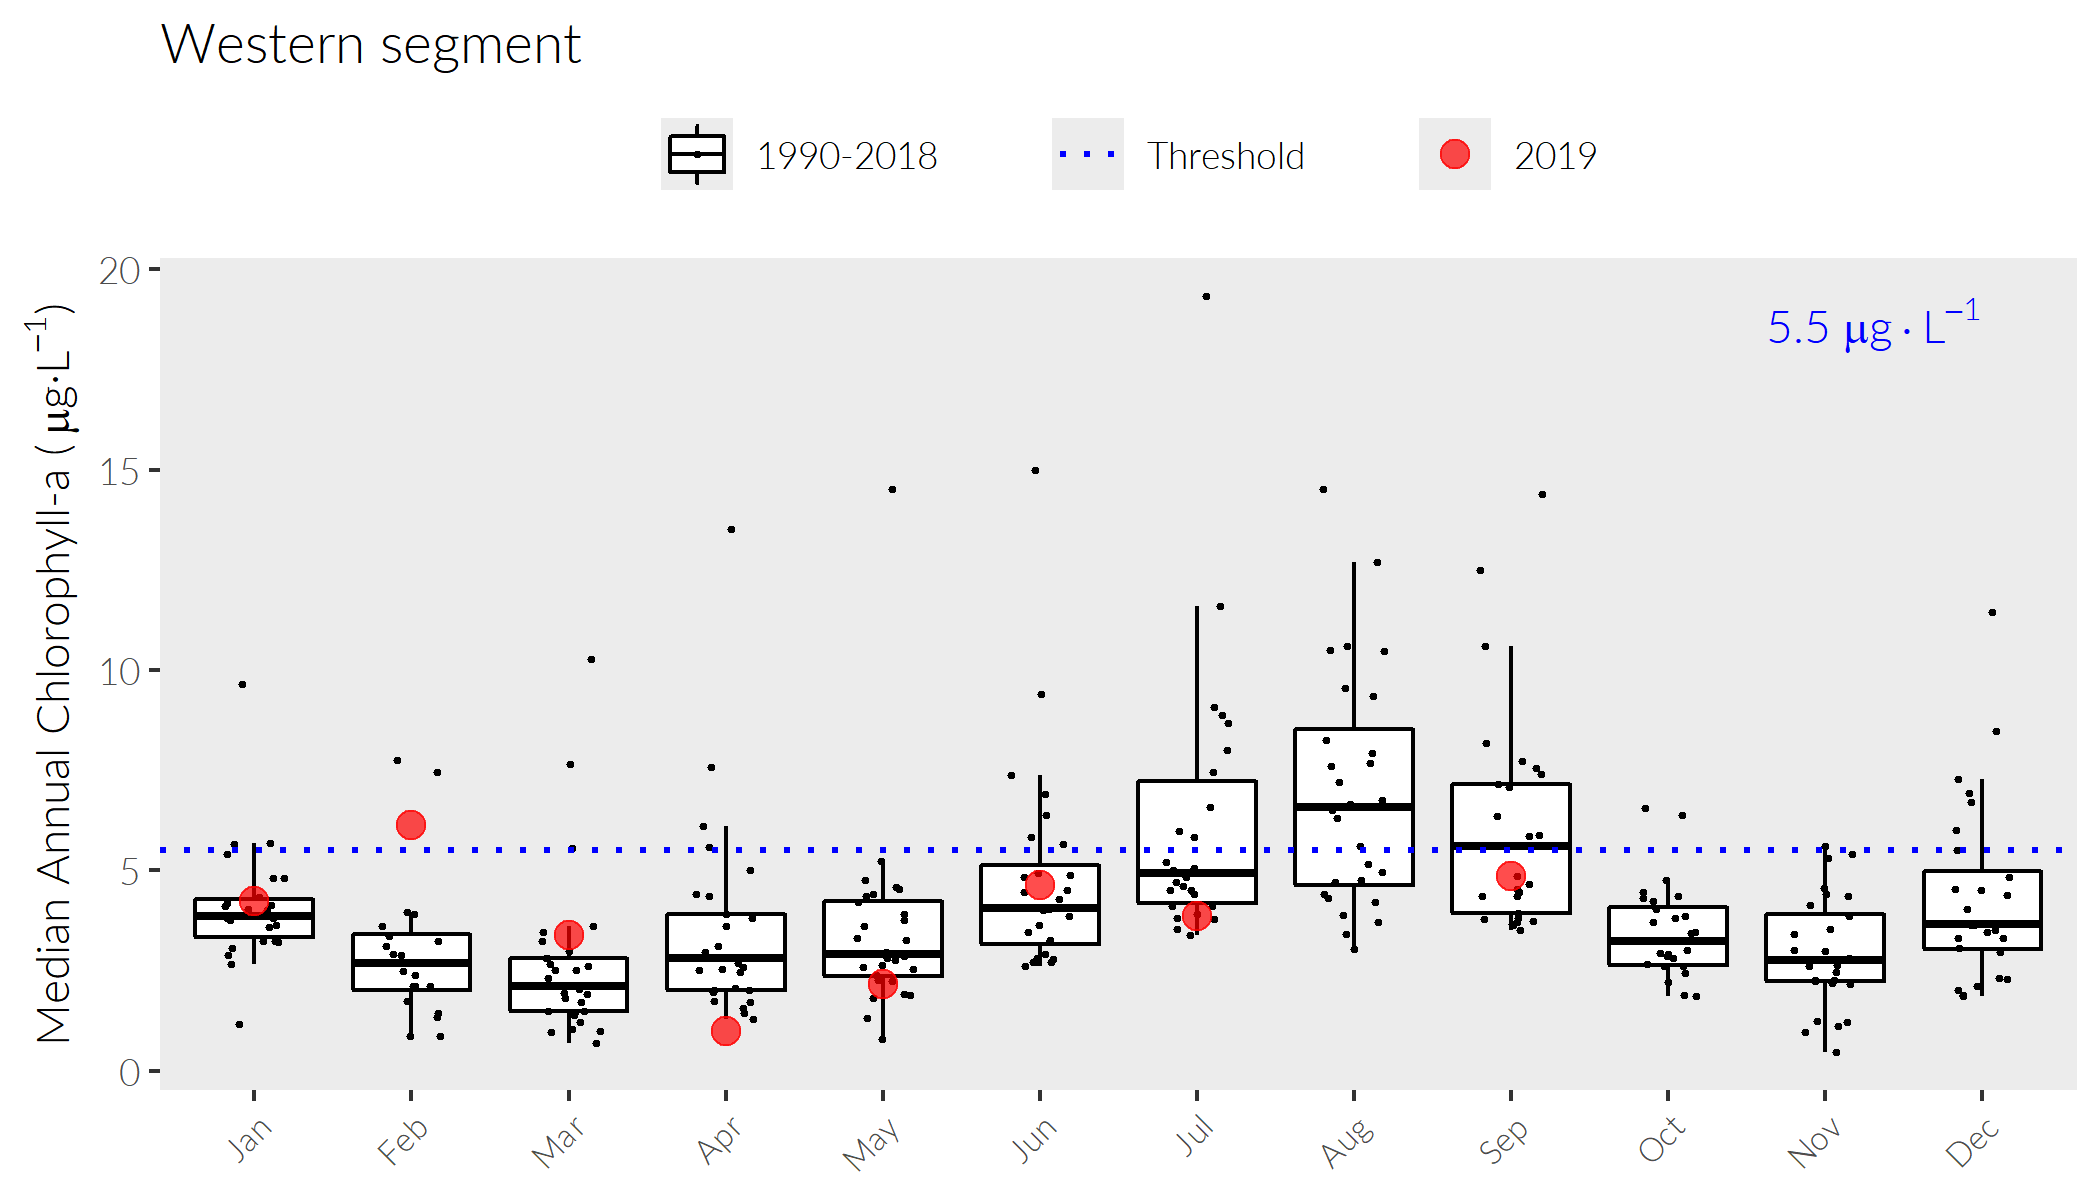 Western segment
1990-2018
Threshold
2019
Median Annual Chlorophyll-a (µg·L⁻¹)
20
15
10
5
0
5.5 µg · L⁻¹
Jan
Feb
Mar
Apr
May
Jun
Jul
Aug
Sep
Oct
Nov
Dec